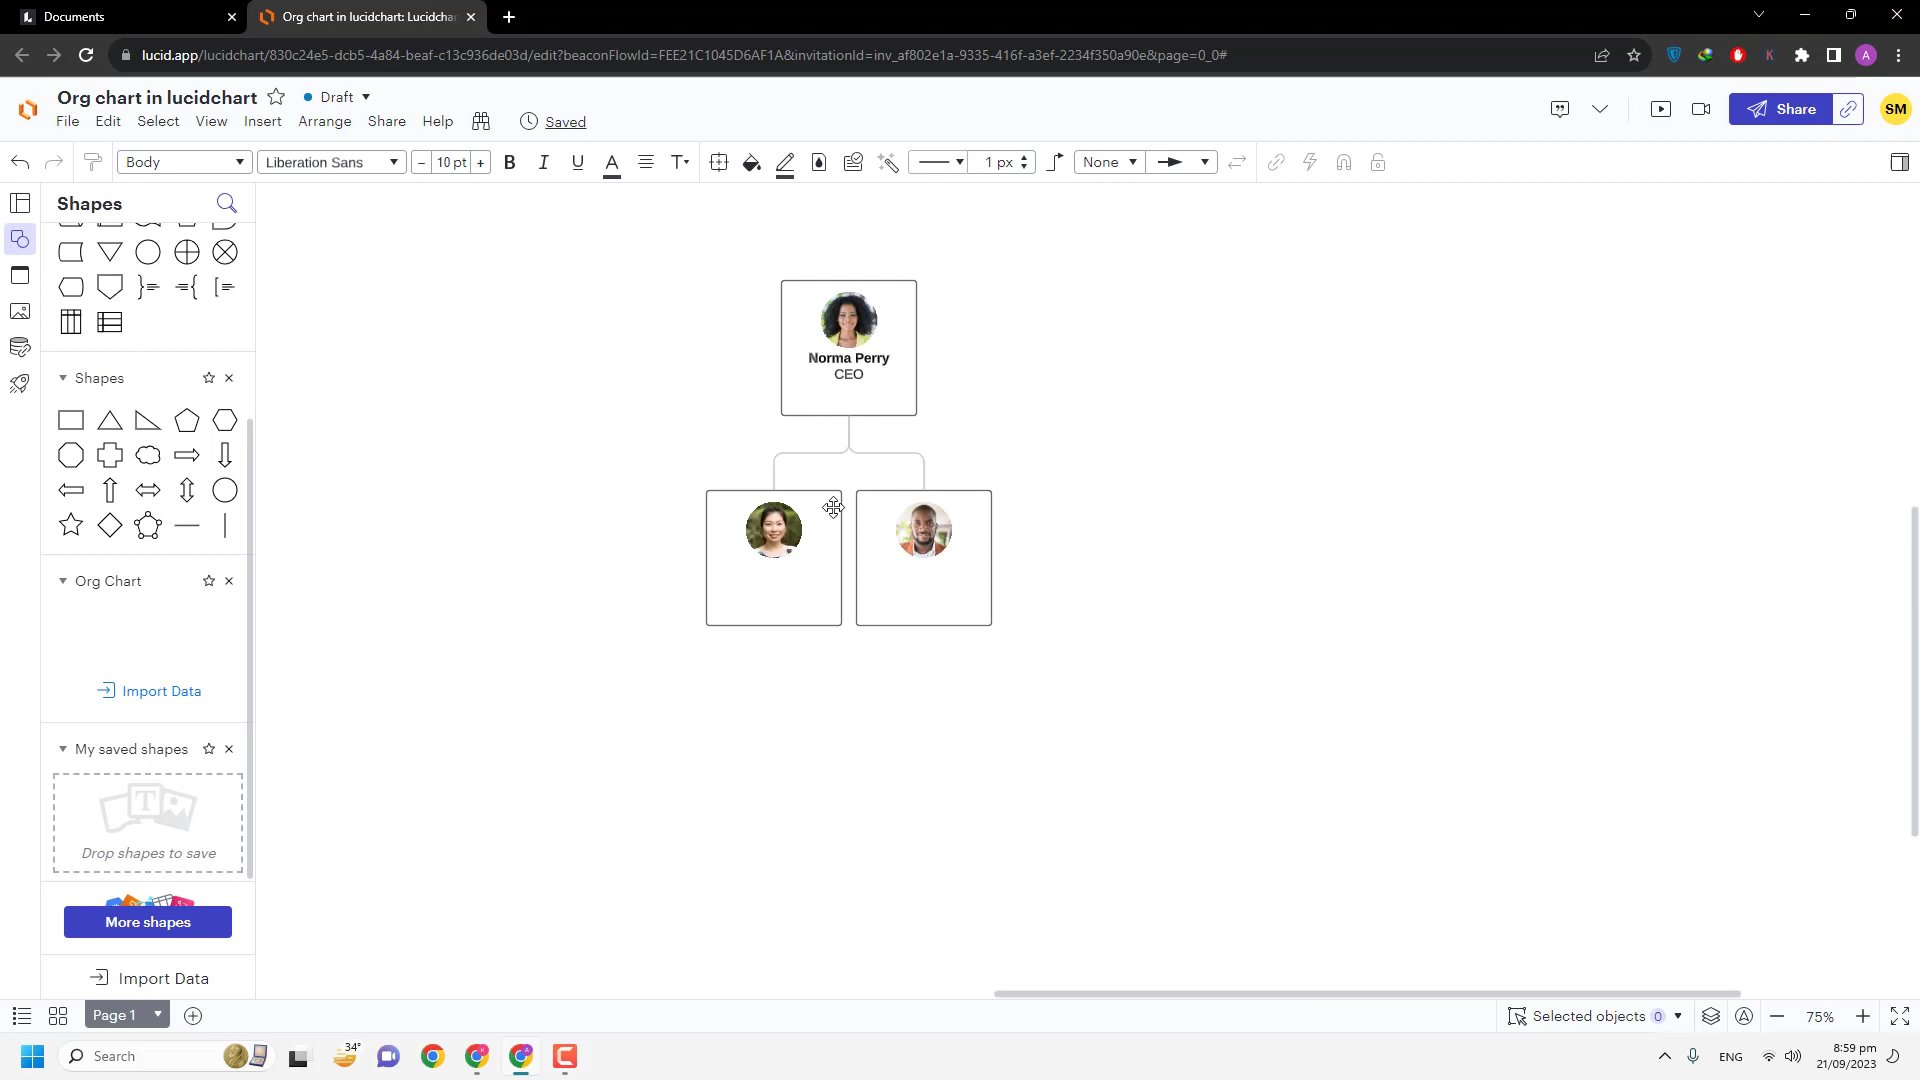 Documents
Org chart in lucidchart: Lucidchar
lucid.app/lucidchart/830c24e5-dcb5-4a84-beaf-c13c936de03d/edit?beaconFlowId=FEE21C1045D6AF1A&invitationId=inv_af802e1a-9335-416f-a3ef-2234f350a90e&page=0_0#
A
Org chart in lucidchart
Draft
File Edit Select View Insert Arrange Share Help
Saved
Share
SM
Body
Liberation Sans
- 10 pt +
B I U A T
1 px
None
Shapes
Shapes
Org Chart
Import Data
My saved shapes
T
Drop shapes to save
More shapes
Import Data
Norma Perry
CEO
Page 1
Selected objects 0
75%
Search
34°
ENG
8:59 pm
21/09/2023